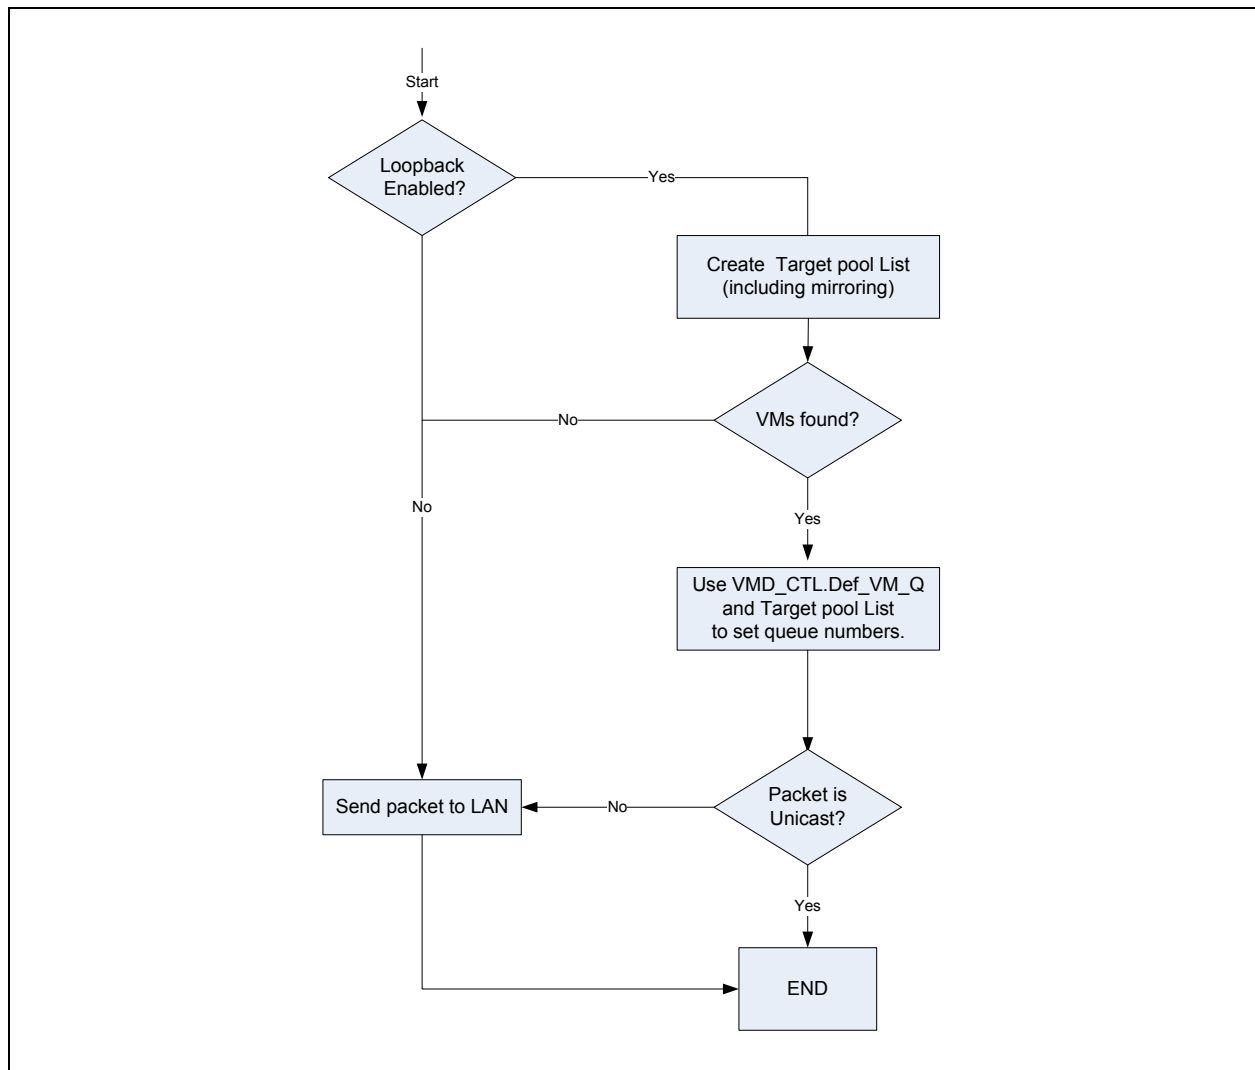 Start
Loopback
Enabled?
Yes
Create Target pool List
(including mirroring)
VMs found?
No
No
Yes
Use VMD_CTL.Def_VM_Q
and Target pool List
to set queue numbers.
Packet is
Unicast?
No
Send packet to LAN
Yes
END